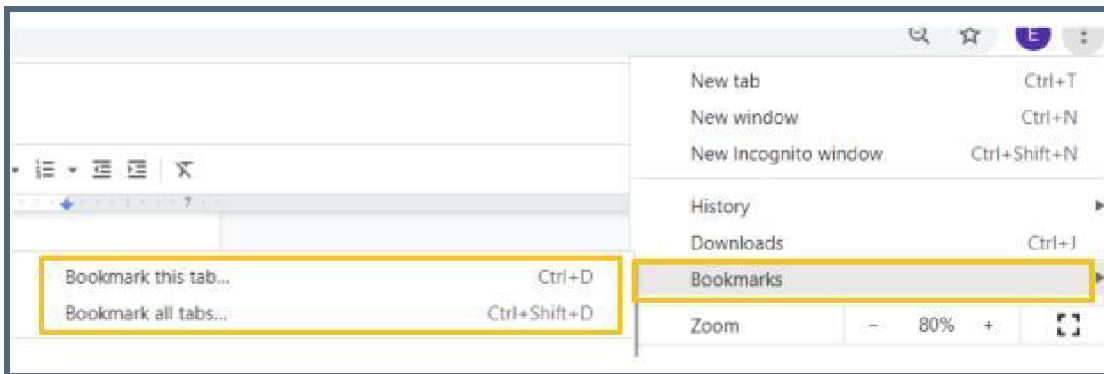 E
New tab Ctrl+T
New window Ctrl+N
New Incognito window Ctrl+Shift+N
7
History
Downloads Ctrl+J
Bookmark this tab... Ctrl+D
Bookmarks
Bookmark all tabs... Ctrl+Shift+D
Zoom - 80% +